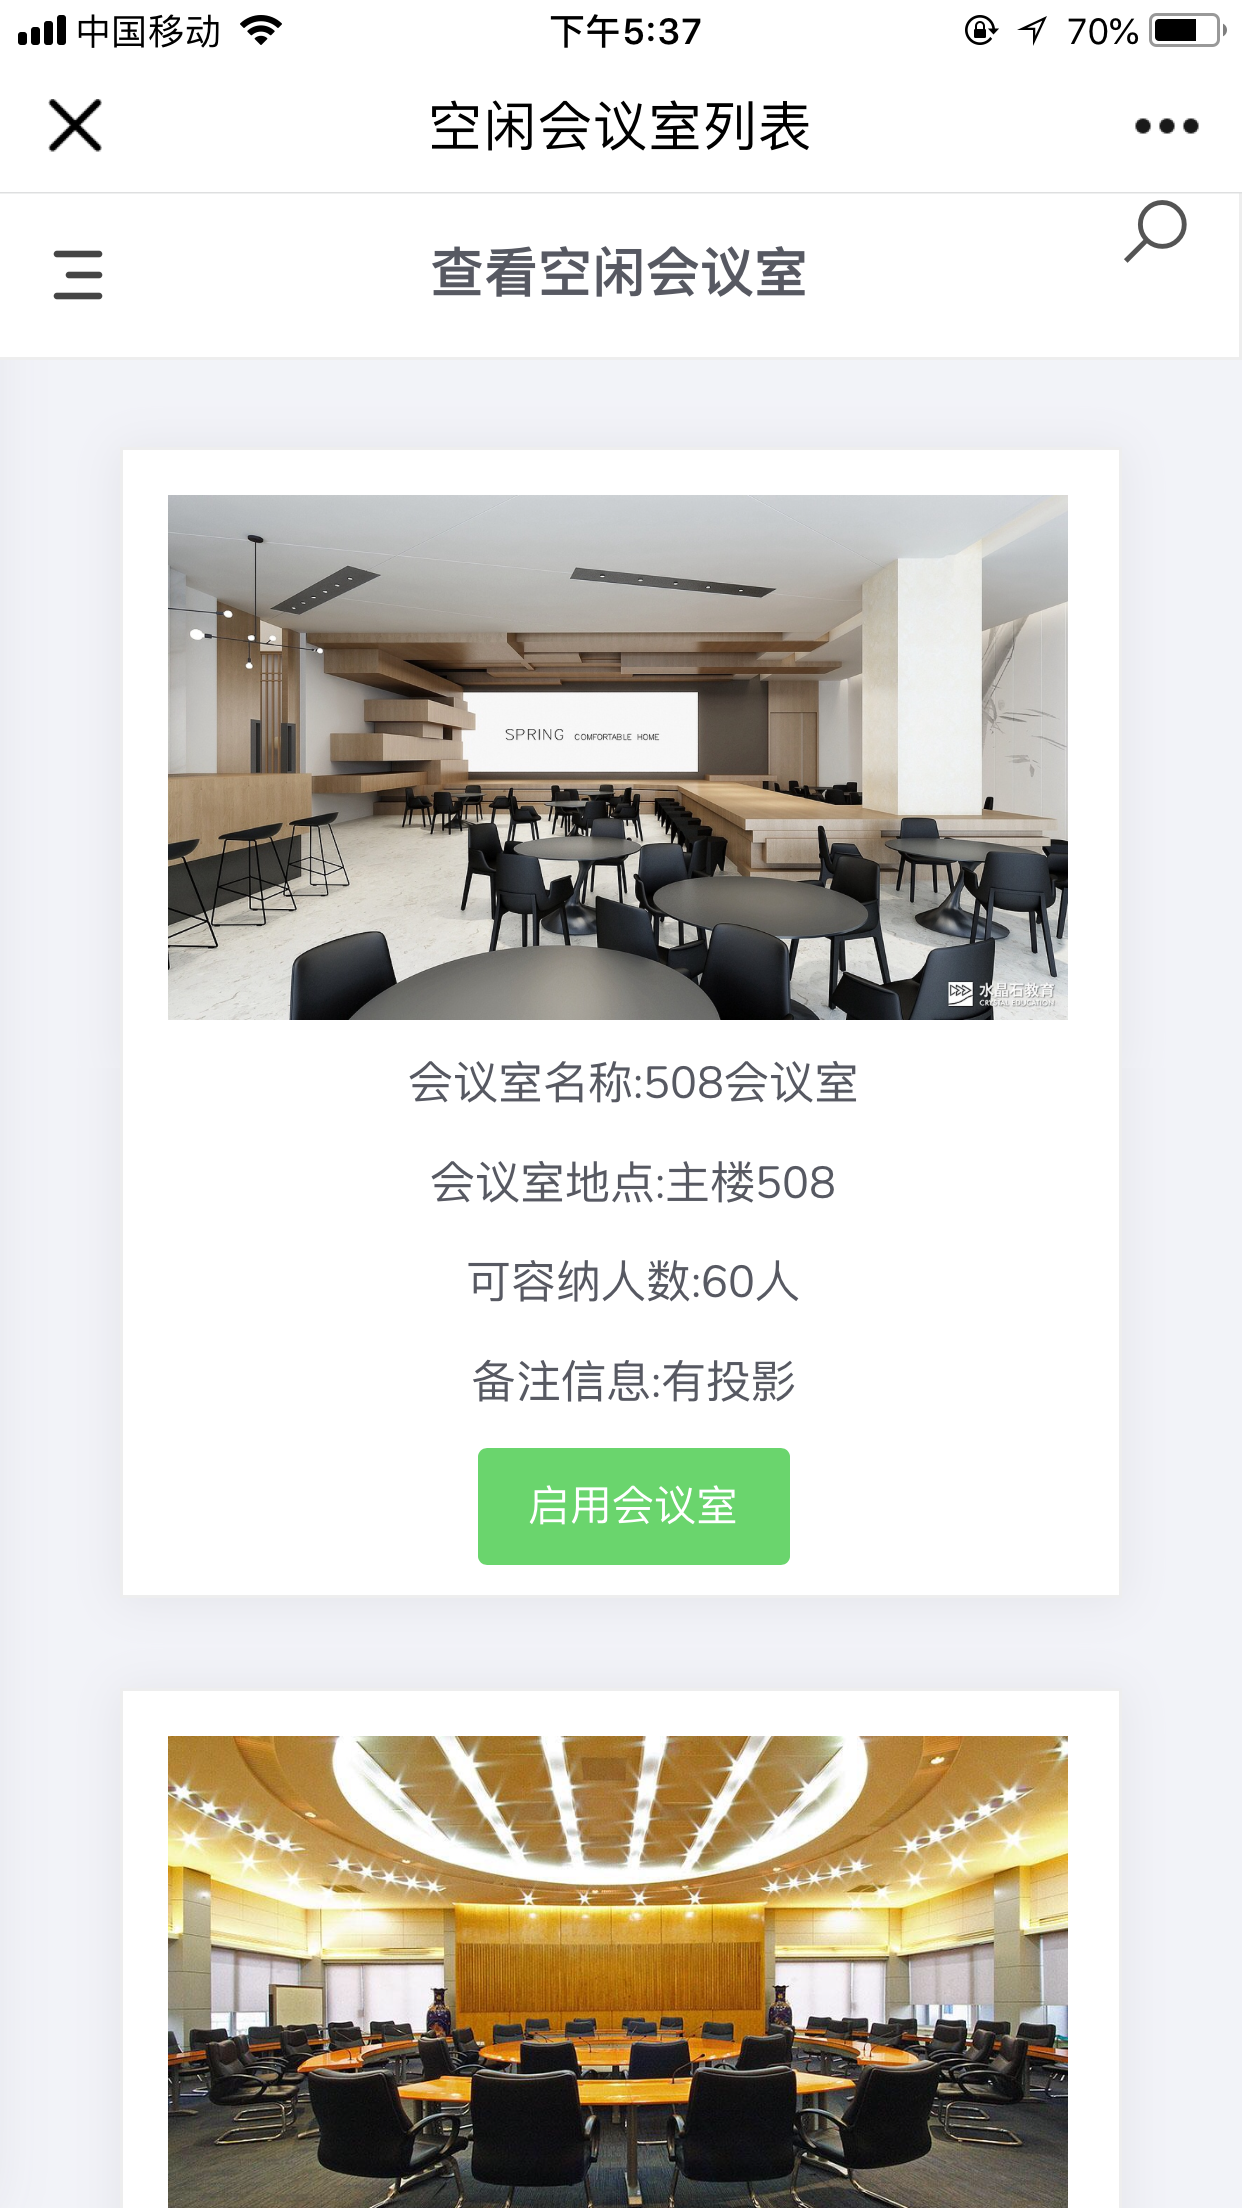 中国移动
下午5:37
70%
空闲会议室列表
查看空闲会议室
SPRING COMFORTABLE HOME
水晶石教育
CRYSTAL EDUCATION
会议室名称:508会议室
会议室地点:主楼508
可容纳人数:60人
备注信息:有投影
启用会议室